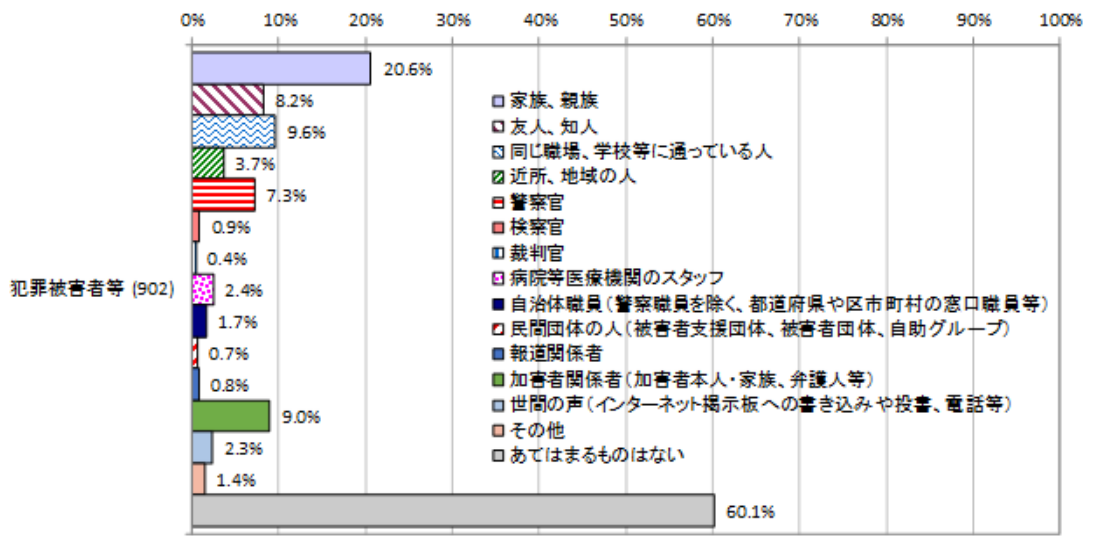 0% 10% 20% 30% 40% 50% 60% 70% 80% 90% 100%
20.6%
8.2%
9.6%
3.7%
7.3%
0.9%
0.4%
2.4%
1.7%
0.7%
0.8%
9.0%
2.3%
1.4%
60.1%
犯罪被害者等 (902)
家族、親族
友人、知人
同じ職場、学校等に通っている人
近所、地域の人
警察官
検察官
裁判官
病院等医療機関のスタッフ
自治体職員(警察職員を除く、都道府県や区市町村の窓口職員等)
民間団体の人(被害者支援団体、被害者団体、自助グループ)
報道関係者
加害者関係者(加害者本人・家族、弁護人等)
世間の声(インターネット掲示板への書き込みや投書、電話等)
その他
あてはまるものはない